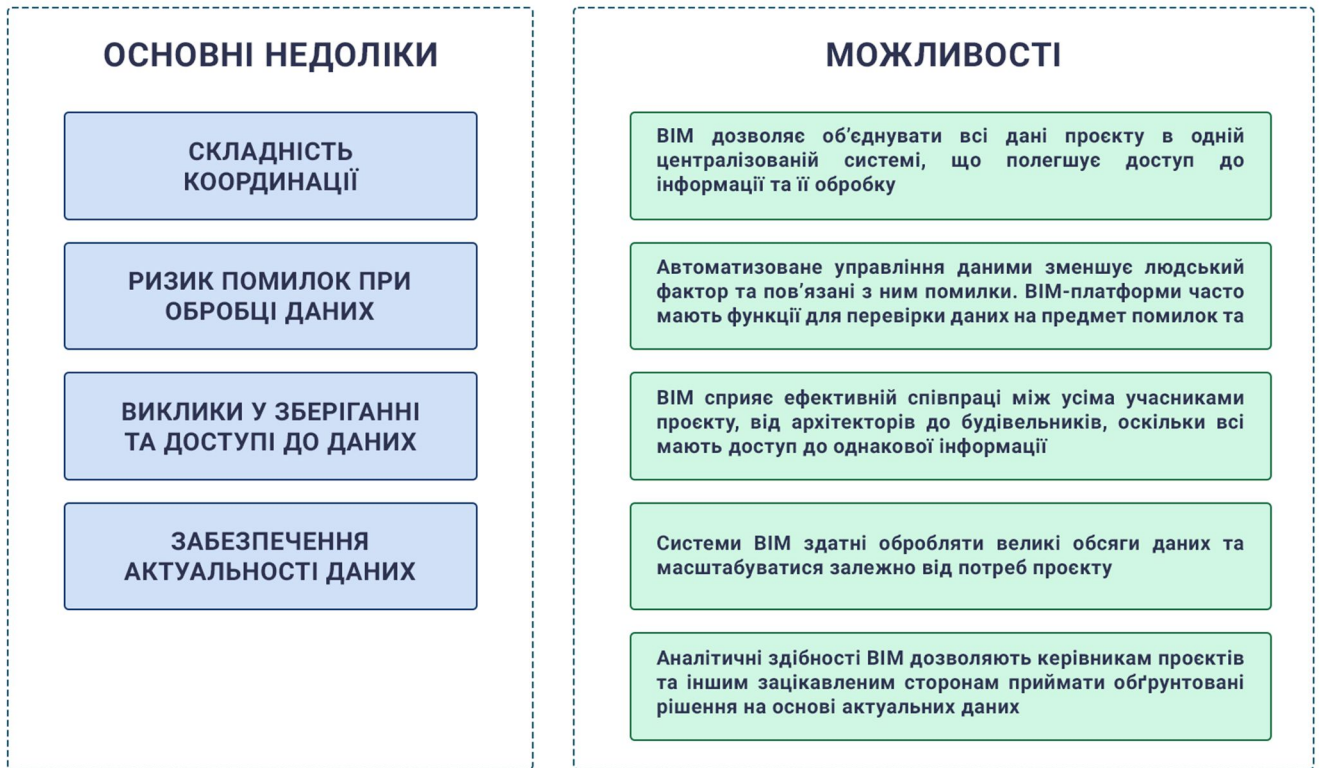 ОСНОВНІ НЕДОЛІКИ
СКЛАДНІСТЬ
КООРДИНАЦІЇ
РИЗИК ПОМИЛОК ПРИ
ОБРОБЦІ ДАНИХ
ВИКЛИКИ У ЗБЕРІГАННІ
ТА ДОСТУПІ ДО ДАНИХ
ЗАБЕЗПЕЧЕННЯ
АКТУАЛЬНОСТІ ДАНИХ
МОЖЛИВОСТІ
BIM дозволяє об’єднувати всі дані проєкту в одній
централізованій системі, що полегшує доступ до
інформації та її обробку
Автоматизоване управління даними зменшує людський
фактор та пов’язані з ним помилки. BIM-платформи часто
мають функції для перевірки даних на предмет помилок та
BIM сприяє ефективній співпраці між усіма учасниками
проєкту, від архітекторів до будівельників, оскільки всі
мають доступ до однакової інформації
Системи BIM здатні обробляти великі обсяги даних та
масштабуватися залежно від потреб проєкту
Аналітичні здібності BIM дозволяють керівникам проєктів
та іншим зацікавленим сторонам приймати обґрунтовані
рішення на основі актуальних даних